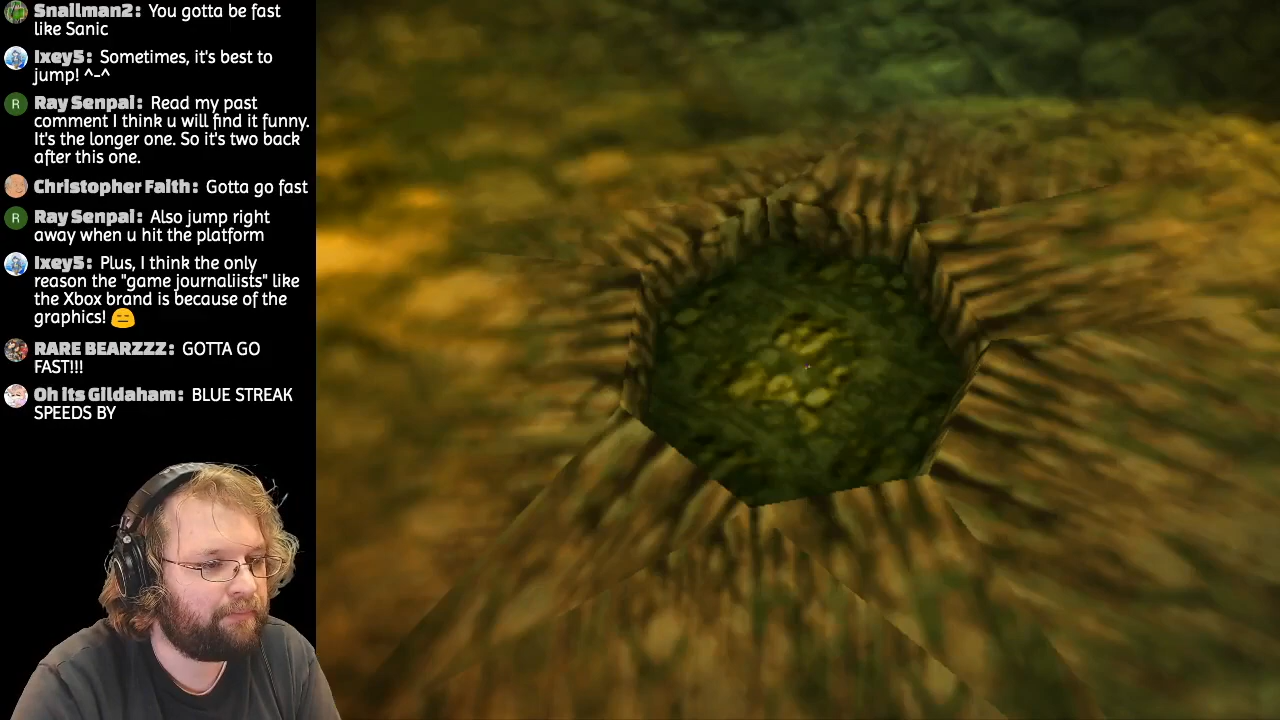 Snailman2: You gotta be fast
like Sanic
Ixey5: Sometimes, it's best to
jump! ^-^
R Ray Senpai: Read my past
comment I think u will find it funny.
It's the longer one. So it's two back
after this one.
Christopher Faith: Gotta go fast
R Ray Senpai: Also jump right
away when u hit the platform
Ixey5: Plus, I think the only
reason the "game journaliists" like
the Xbox brand is because of the
graphics! 😑
RARE BEARZZZ: GOTTA GO
FAST!!!
Oh its Gildaham: BLUE STREAK
SPEEDS BY